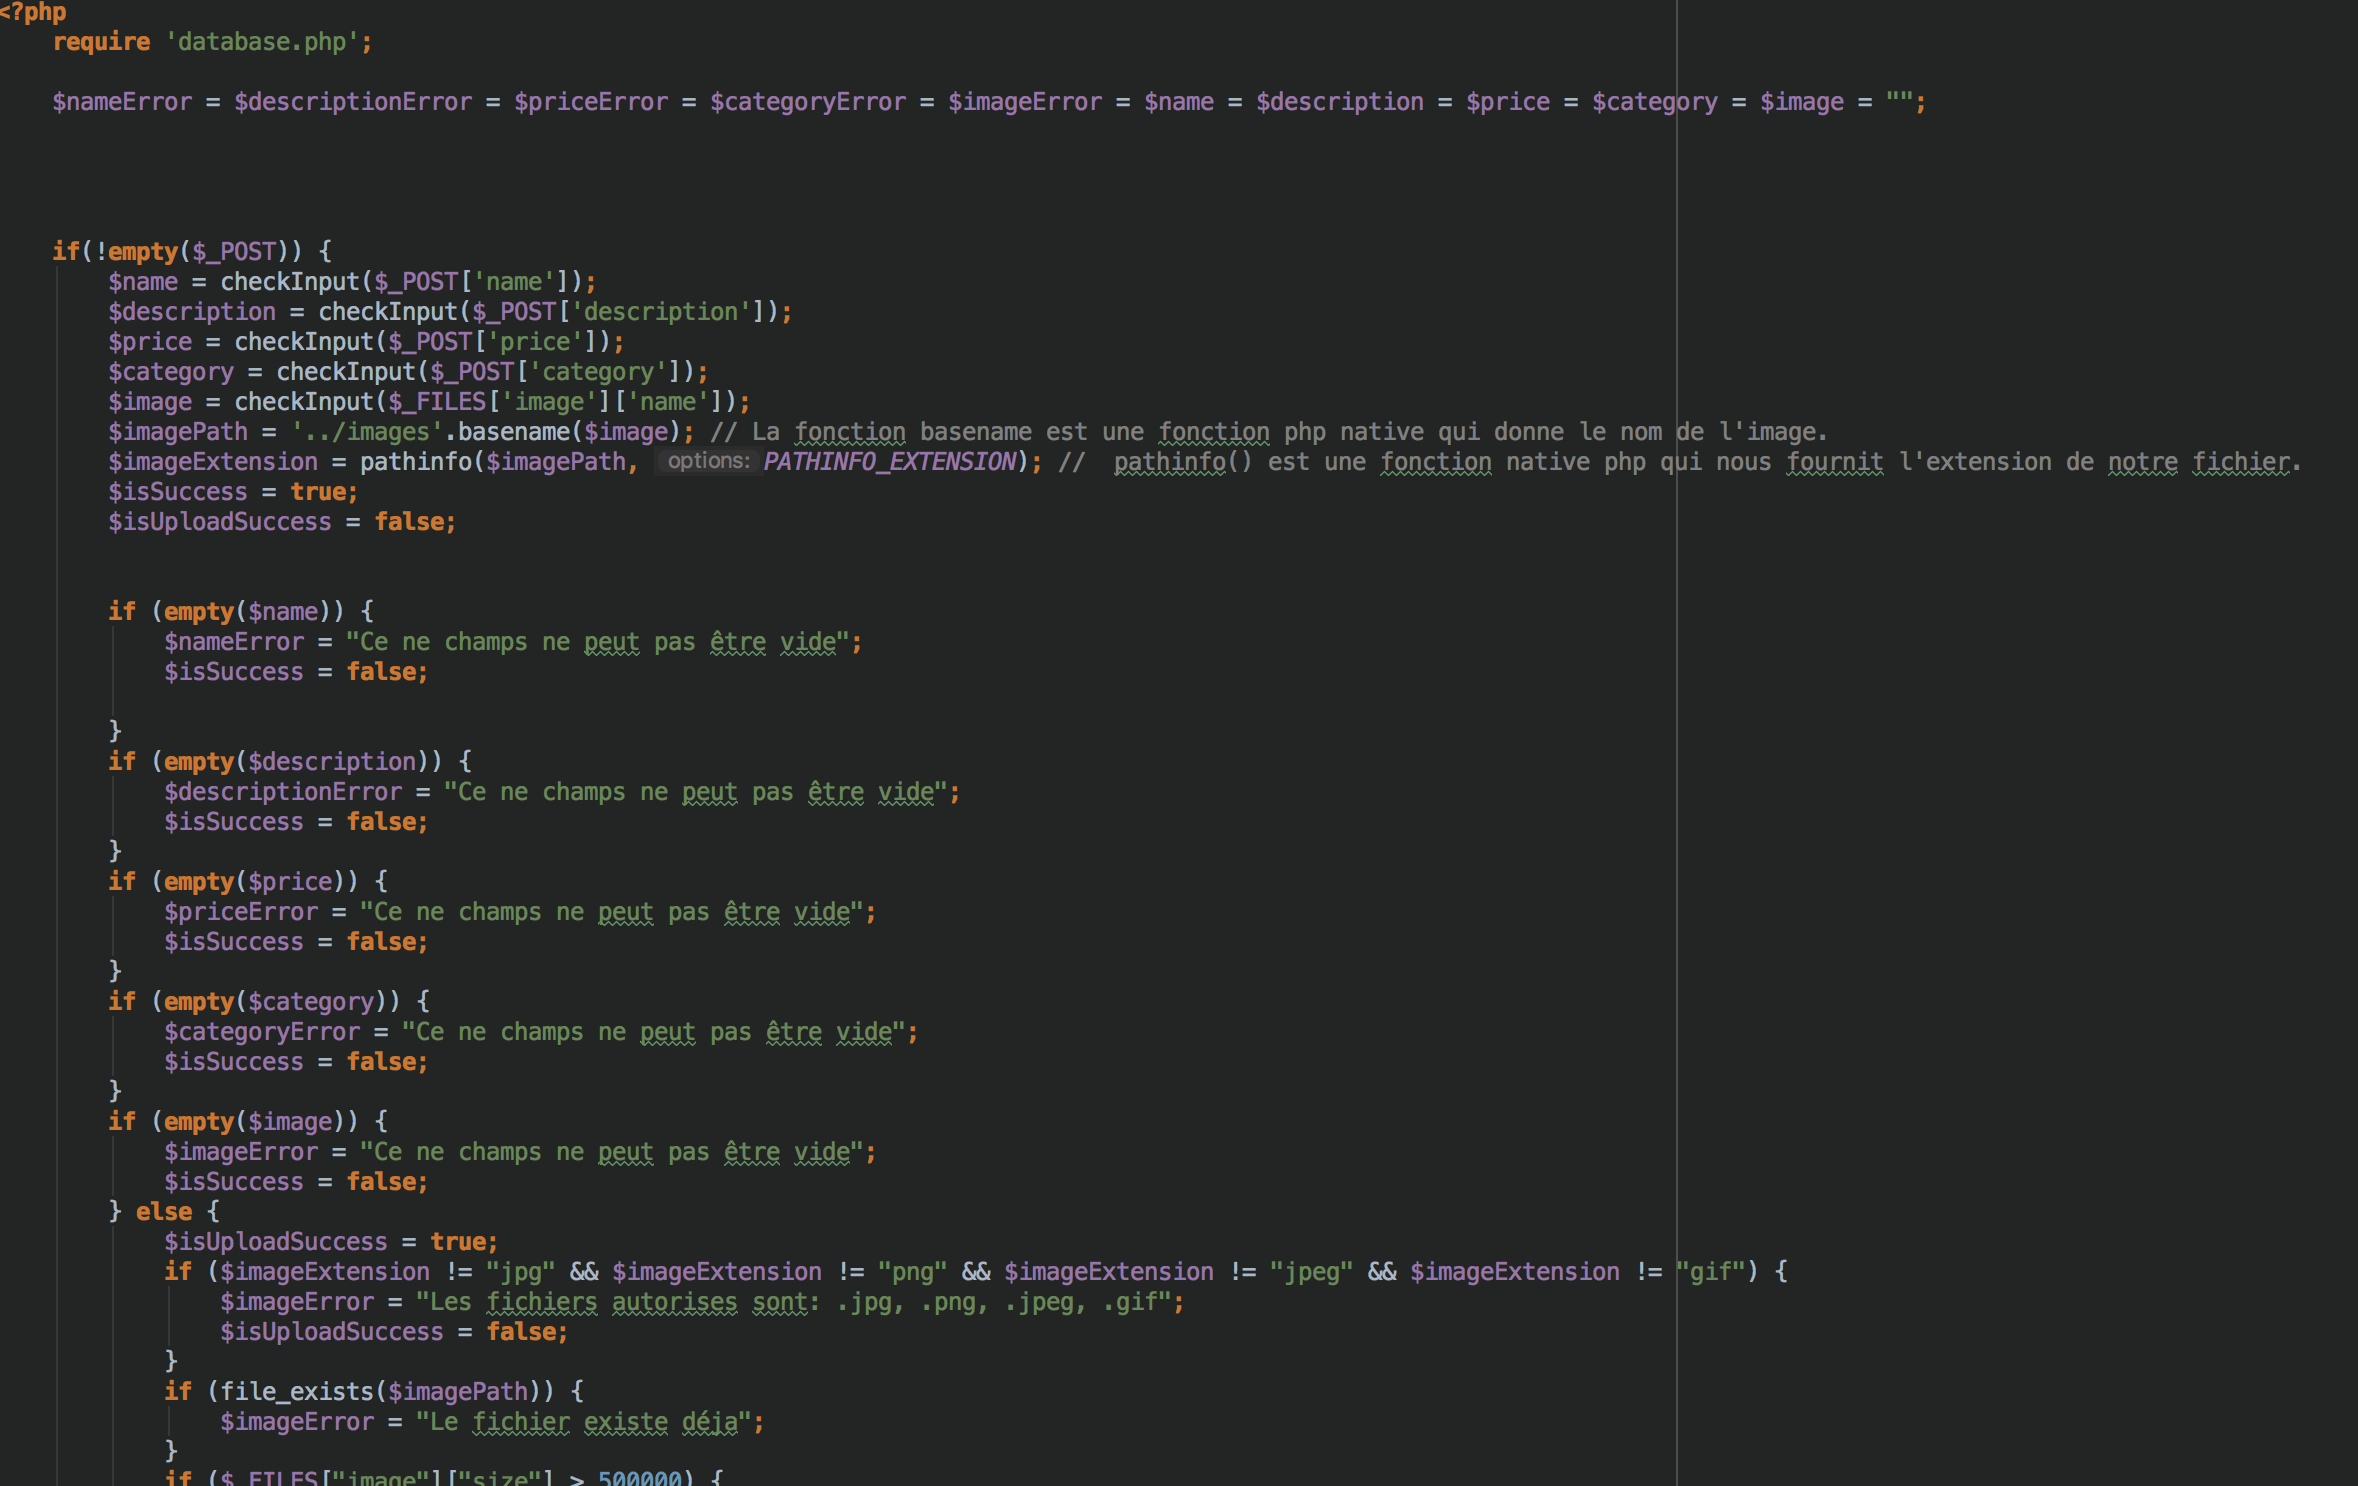 <?php
require 'database.php';
$nameError = $descriptionError = $priceError = $categoryError = $imageError = $name = $description = $price = $category = $image = "";
if(!empty($_POST)) {
$name = checkInput($_POST['name']);
$description = checkInput($_POST['description']);
$price = checkInput($_POST['price']);
$category = checkInput($_POST['category']);
$image = checkInput($_FILES['image']['name']);
$imagePath = '../images'.basename($image); // La fonction basename est une fonction php native qui donne le nom de l'image.
$imageExtension = pathinfo($imagePath, options: PATHINFO_EXTENSION); //  pathinfo() est une fonction native php qui nous fournit l'extension de notre fichier.
$isSuccess = true;
$isUploadSuccess = false;
if (empty($name)) {
$nameError = "Ce ne champs ne peut pas être vide";
$isSuccess = false;
}
if (empty($description)) {
$descriptionError = "Ce ne champs ne peut pas être vide";
$isSuccess = false;
}
if (empty($price)) {
$priceError = "Ce ne champs ne peut pas être vide";
$isSuccess = false;
}
if (empty($category)) {
$categoryError = "Ce ne champs ne peut pas être vide";
$isSuccess = false;
}
if (empty($image)) {
$imageError = "Ce ne champs ne peut pas être vide";
$isSuccess = false;
} else {
$isUploadSuccess = true;
if ($imageExtension != "jpg" && $imageExtension != "png" && $imageExtension != "jpeg" && $imageExtension != "gif") {
$imageError = "Les fichiers autorises sont: .jpg, .png, .jpeg, .gif";
$isUploadSuccess = false;
}
if (file_exists($imagePath)) {
$imageError = "Le fichier existe déja";
}
if ($_FILES["image"]["size"] > 500000) {